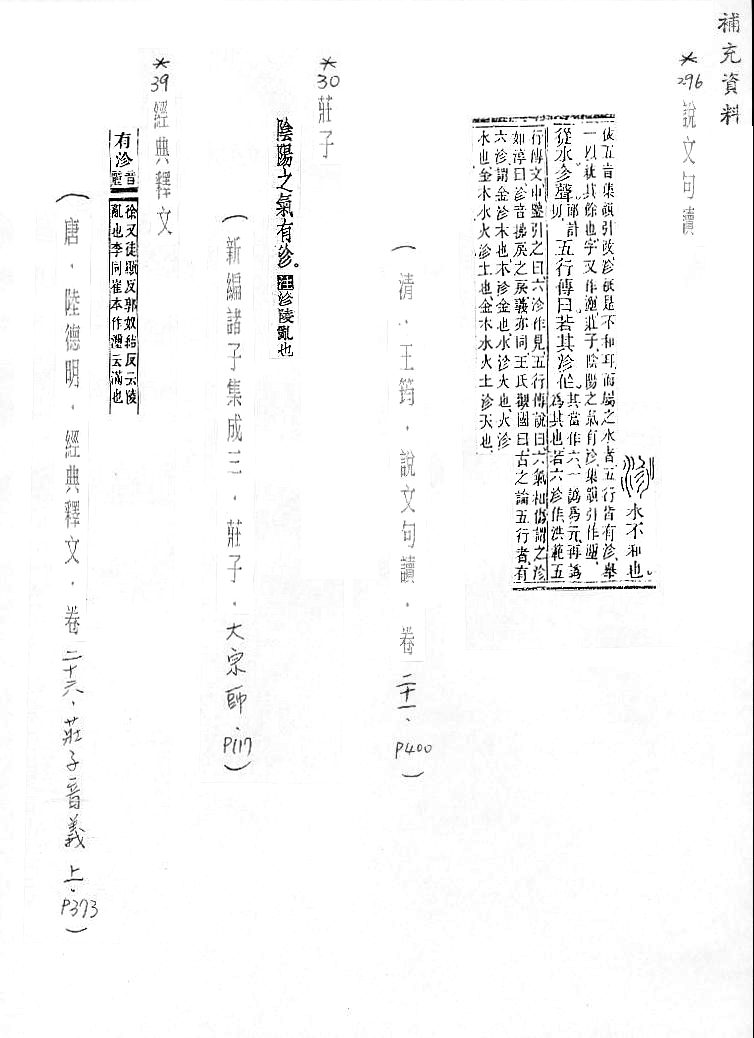 補充資料
*296 說文句讀
沴 水不和也。
依五音集韻引改沴祇是不和耳而屬之水者五行皆有沴舉
一以統其餘也字又作𤃬莊子陰陽之氣有沴集韻引作𤃬
從水㐱聲 郎計切 五行傳曰若其沴作
其當作六一譌爲元再譌
爲其也若六沴作洪範五
行傳文中鑒引之曰六沴作見五行傳說曰六氣相傷謂之沴
如淳曰沴音拂戾之戾義亦同王氏觀國曰古之論五行者有
六沴謂金沴木也木沴金也水沴火也火沴
水也金木水火沴土也金木水火土沴天也
(清．王筠．說文句讀．卷二十一．P400)
*30 莊子
陰陽之氣有沴。注沴陵亂也
(新編諸子集成三．莊子．大宗師．P117)
*39 經典釋文
有沴 音麗
徐又徒顯反郭奴結反云陵
亂也李同崔本作𤃬云滿也
(唐．陸德明．經典釋文．卷二十六．莊子音義上．P373)